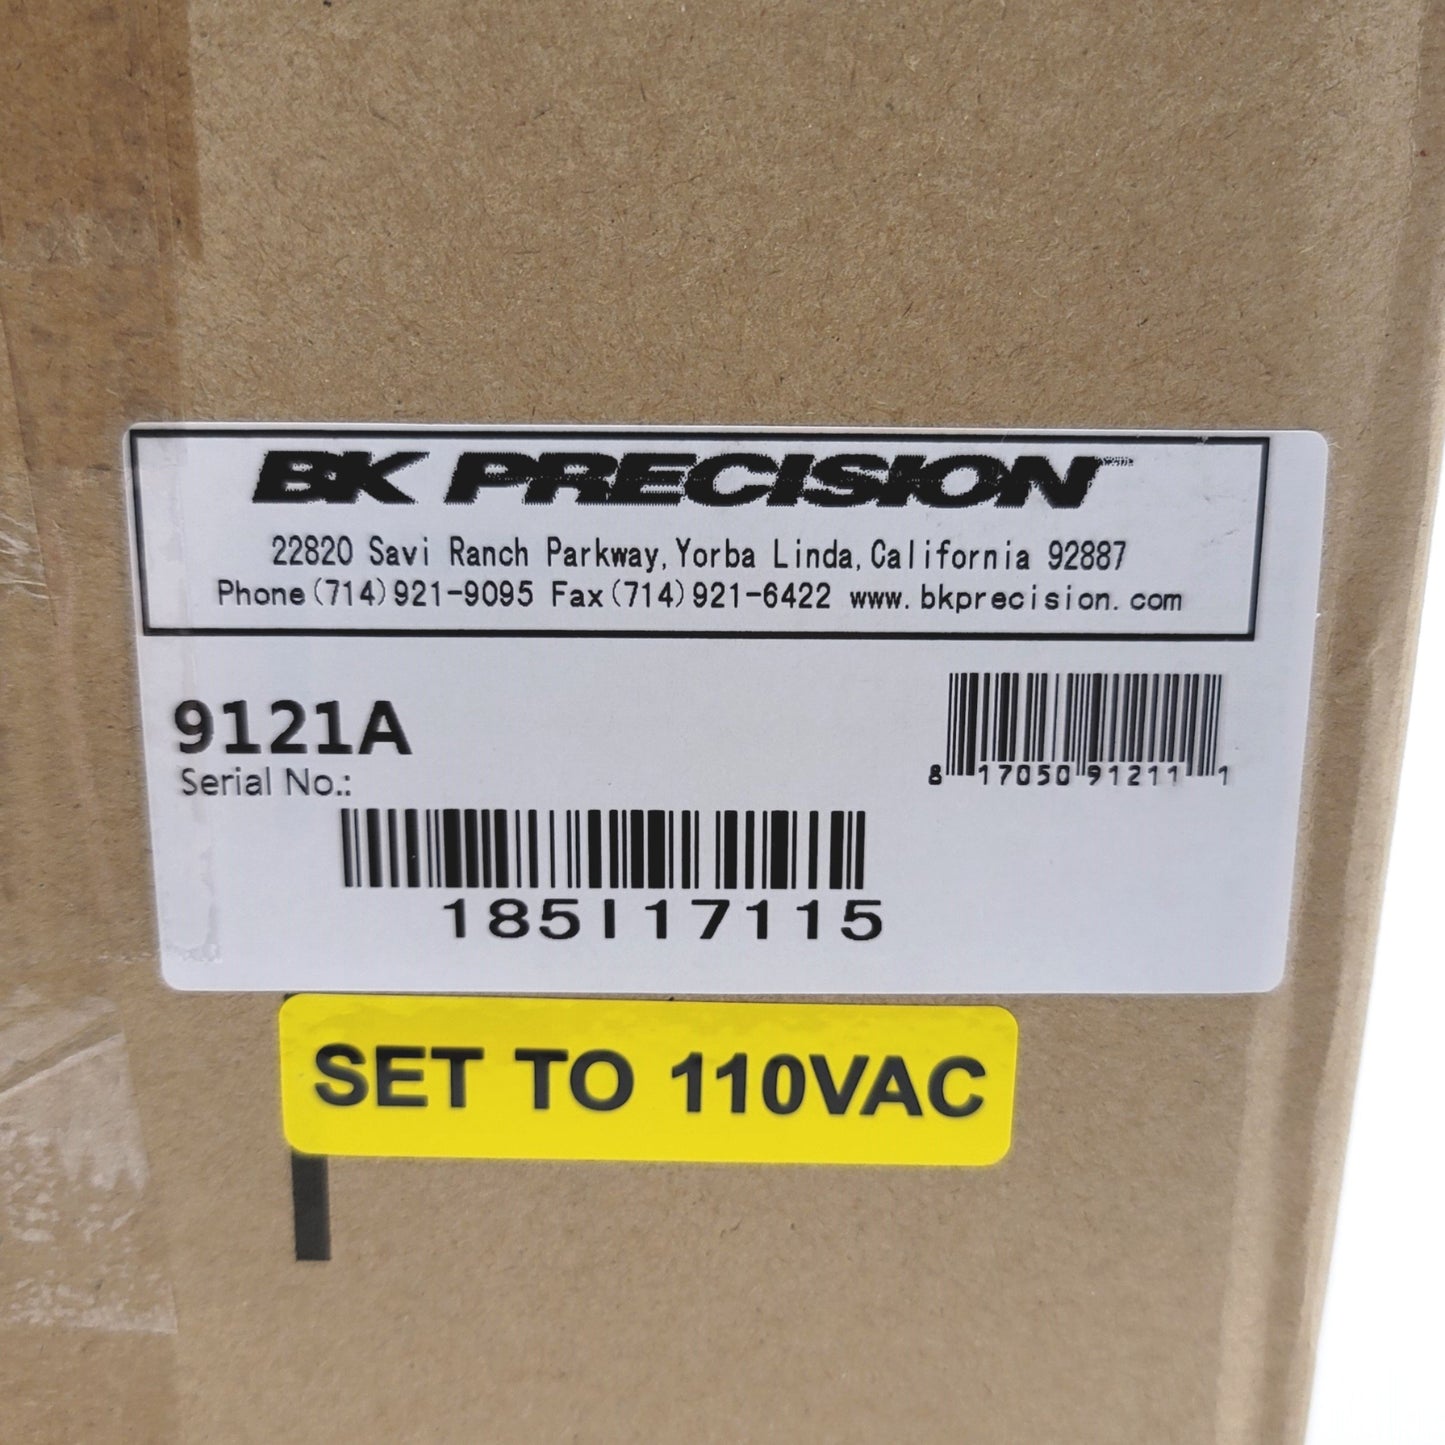 BK PRECISION
22820 Savi Ranch Parkway, Yorba Linda, California 92887
Phone(714)921-9095 Fax(714)921-6422 www.bkprecision.com
9121A
Serial No.:
8 17050 91211 1
185I17115
SET TO 110VAC